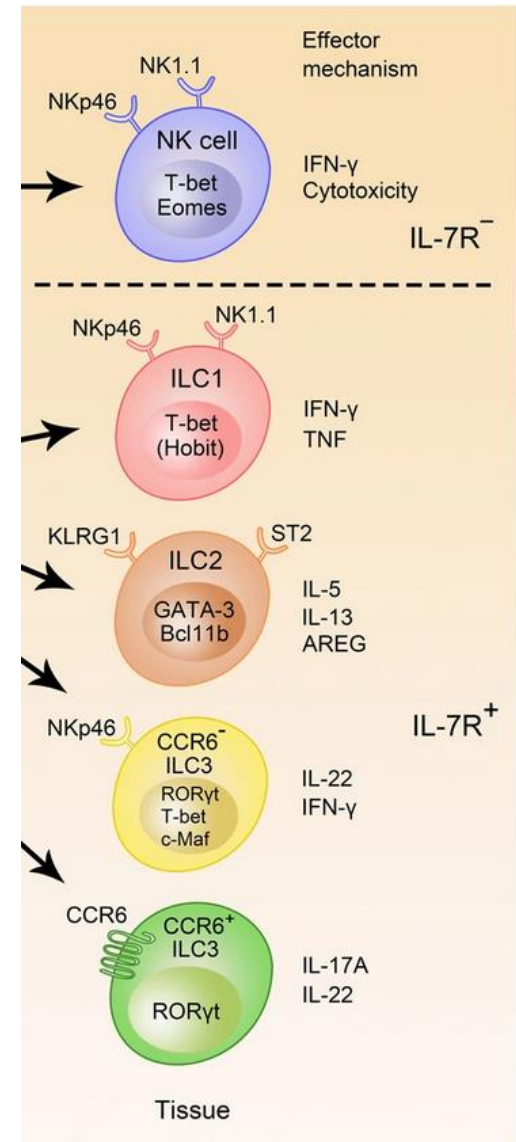 Effector
mechanism
NK1.1
NKp46
NK cell
T-bet
Eomes
IFN-γ
Cytotoxicity
IL-7R⁻
NKp46
NK1.1
ILC1
T-bet
(Hobit)
IFN-γ
TNF
KLRG1
ST2
ILC2
GATA-3
Bcl11b
IL-5
IL-13
AREG
IL-7R⁺
NKp46
CCR6⁻
ILC3
RORγt
T-bet
c-Maf
IL-22
IFN-γ
CCR6
CCR6⁺
ILC3
RORγt
IL-17A
IL-22
Tissue